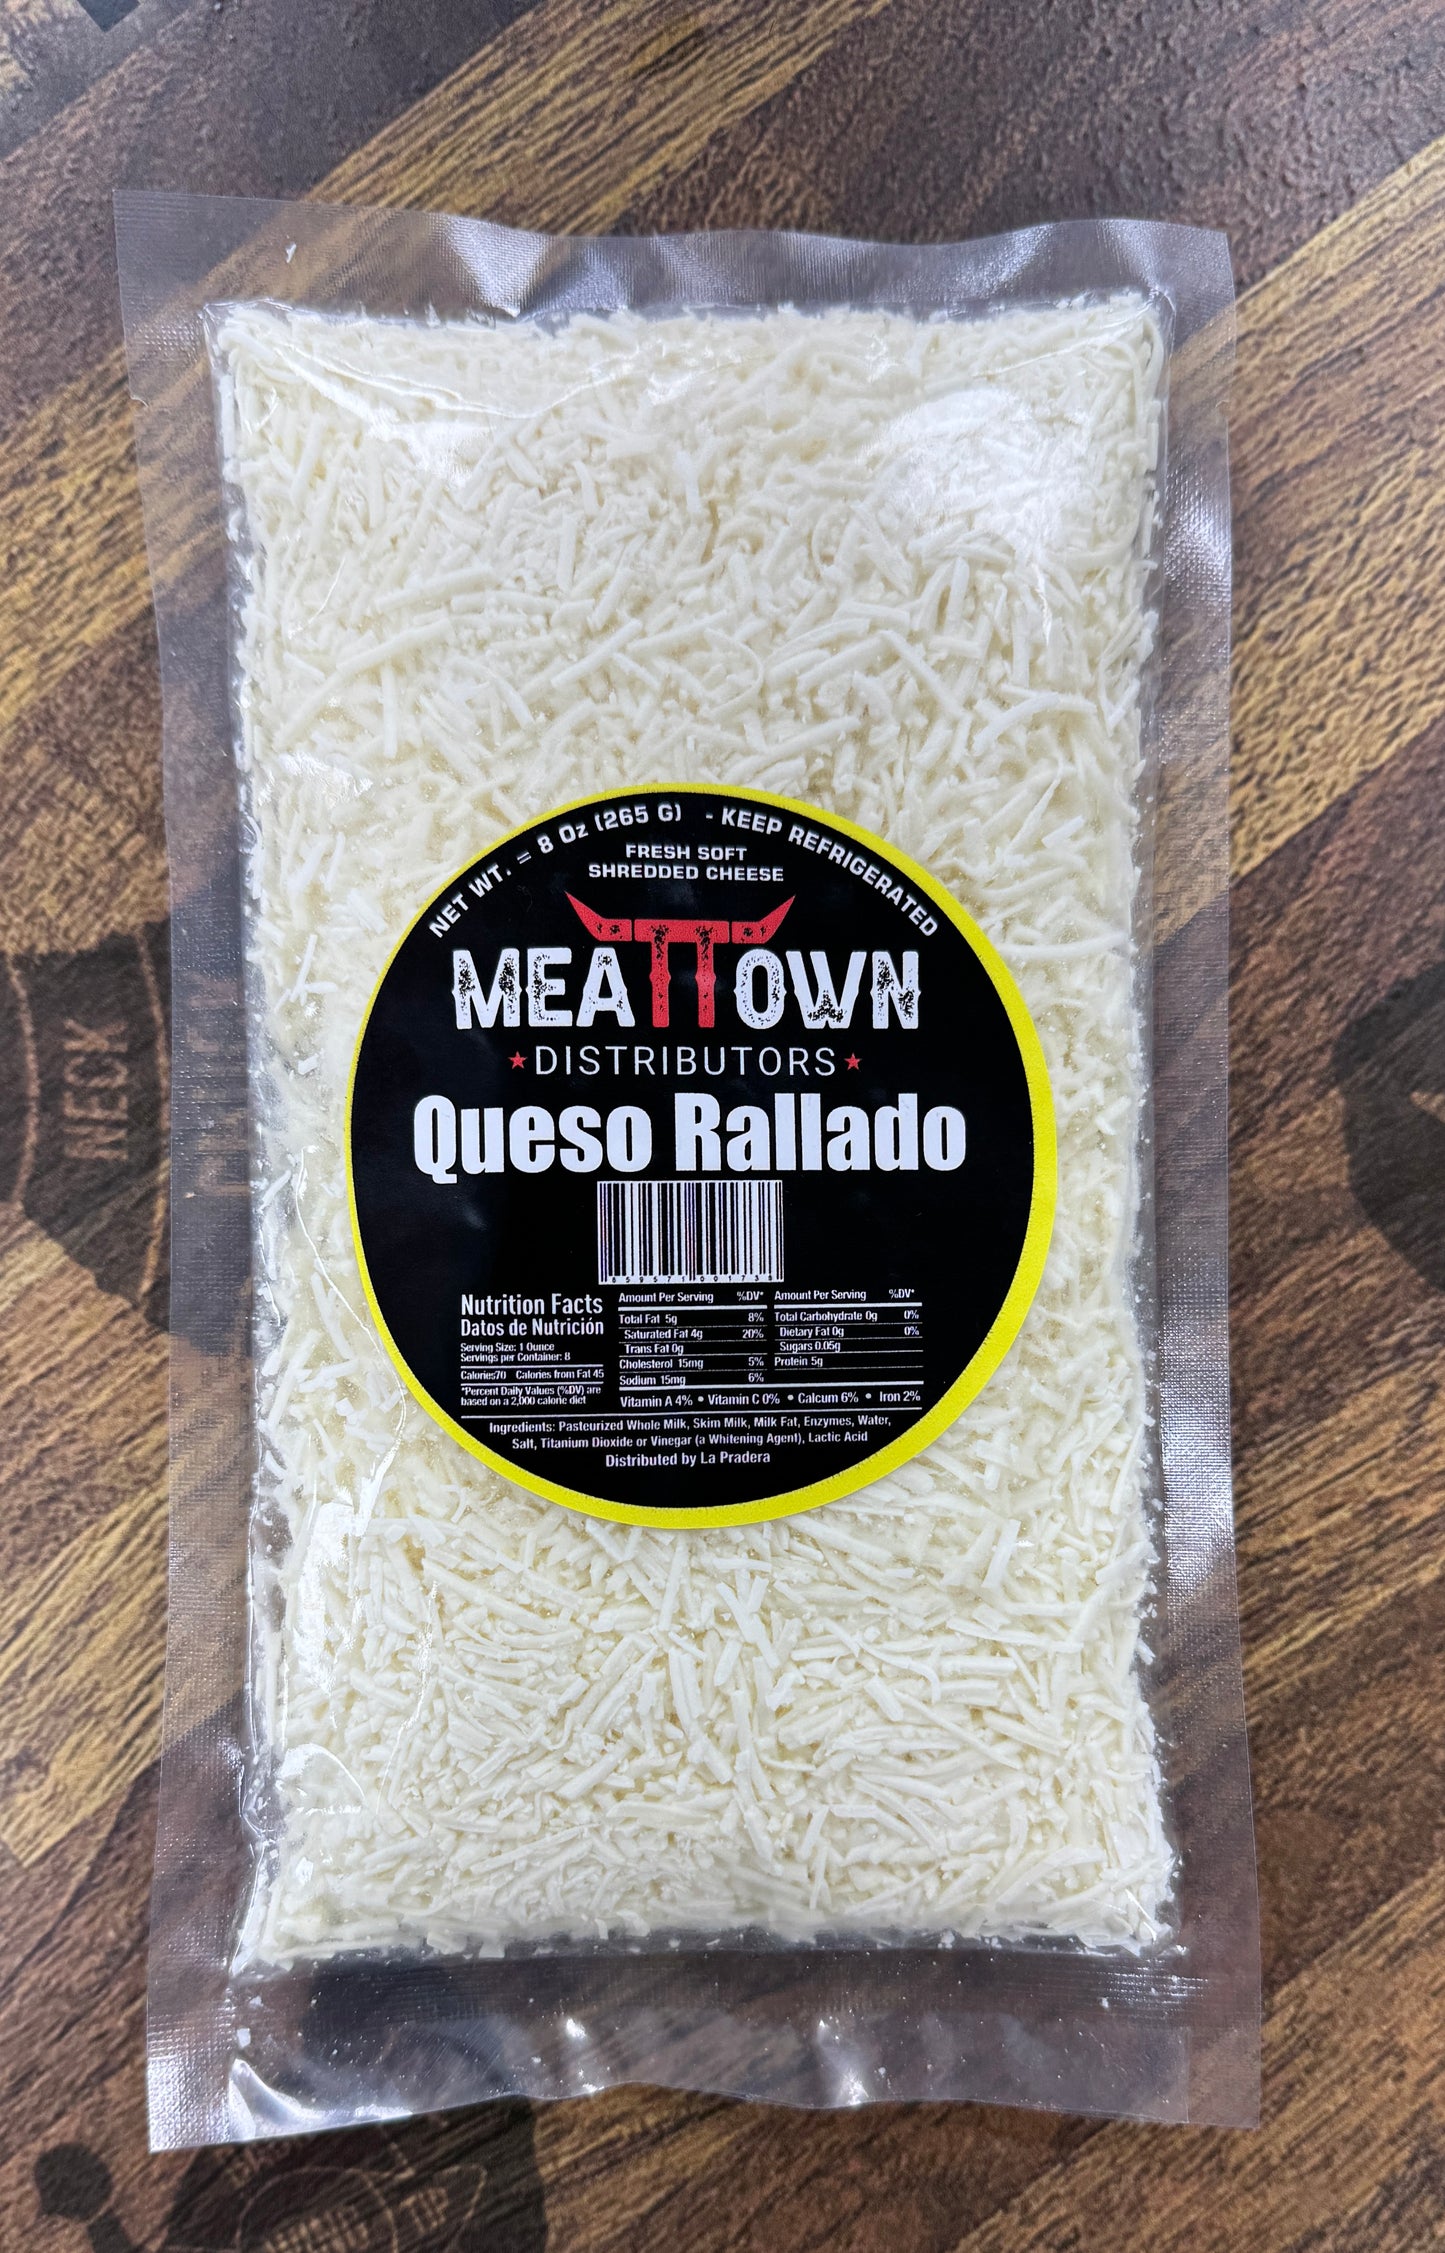 NET WT. = 8 Oz (265 G) - KEEP REFRIGERATED
FRESH SOFT
SHREDDED CHEESE
MEATTOWN
DISTRIBUTORS
Queso Rallado
859571001738
Nutrition Facts
Datos de Nutrición
Serving Size: 1 Ounce
Servings per Container: 8
Calories70 Calories from Fat 45
*Percent Daily Values (%DV) are
based on a 2,000 calorie diet
Amount Per Serving %DV*
Total Fat 5g 8%
Saturated Fat 4g 20%
Trans Fat 0g
Cholesterol 15mg 5%
Sodium 15mg 6%
Amount Per Serving %DV*
Total Carbohydrate 0g 0%
Dietary Fat 0g 0%
Sugars 0.05g
Protein 5g
Vitamin A 4% • Vitamin C 0% • Calcum 6% • Iron 2%
Ingredients: Pasteurized Whole Milk, Skim Milk, Milk Fat, Enzymes, Water,
Salt, Titanium Dioxide or Vinegar (a Whitening Agent), Lactic Acid
Distributed by La Pradera
NECK